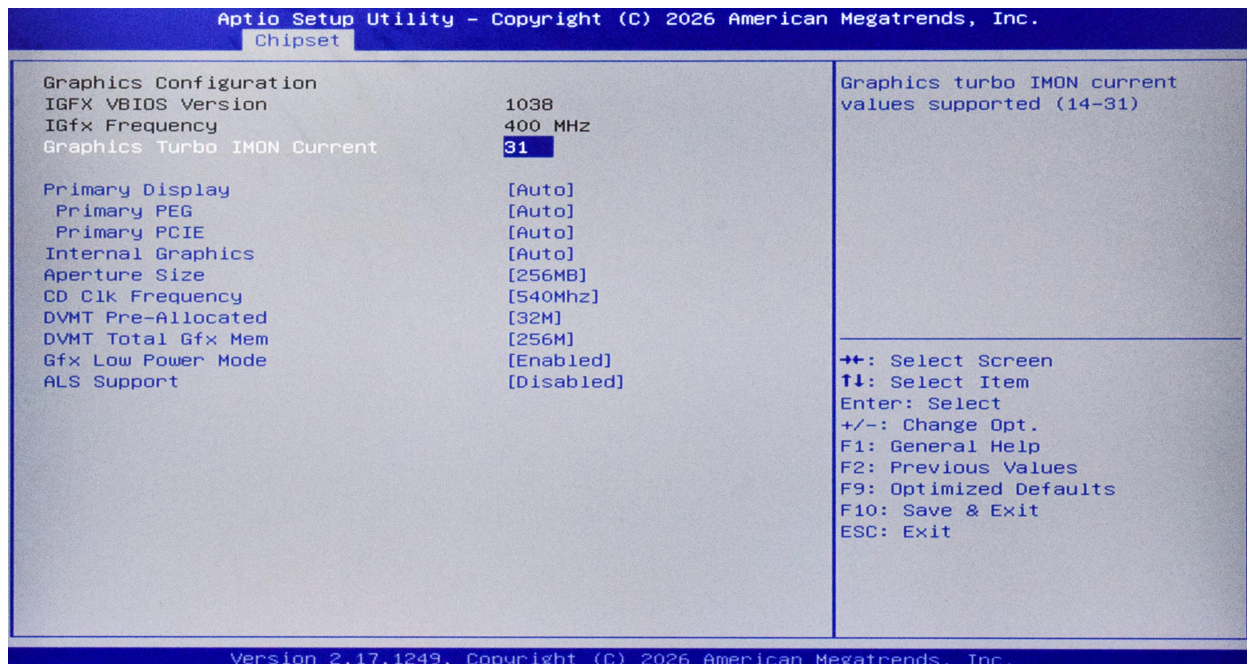 Aptio Setup Utility – Copyright (C) 2026 American Megatrends, Inc.
Chipset
Graphics Configuration
IGFX VBIOS Version 1038
IGfx Frequency 400 MHz
Graphics Turbo IMON Current 31
Primary Display [Auto]
Primary PEG [Auto]
Primary PCIE [Auto]
Internal Graphics [Auto]
Aperture Size [256MB]
CD Clk Frequency [540Mhz]
DVMT Pre-Allocated [32M]
DVMT Total Gfx Mem [256M]
Gfx Low Power Mode [Enabled]
ALS Support [Disabled]
Graphics turbo IMON current
values supported (14-31)
→←: Select Screen
↑↓: Select Item
Enter: Select
+/-: Change Opt.
F1: General Help
F2: Previous Values
F9: Optimized Defaults
F10: Save & Exit
ESC: Exit
Version 2.17.1249. Copyright (C) 2026 American Megatrends, Inc.